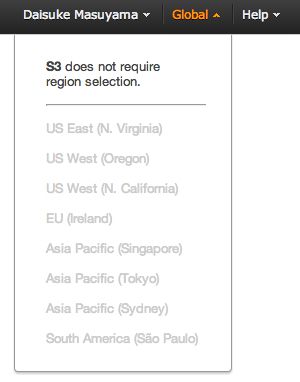 Daisuke Masuyama Global Help
S3 does not require
region selection.
US East (N. Virginia)
US West (Oregon)
US West (N. California)
EU (Ireland)
Asia Pacific (Singapore)
Asia Pacific (Tokyo)
Asia Pacific (Sydney)
South America (São Paulo)